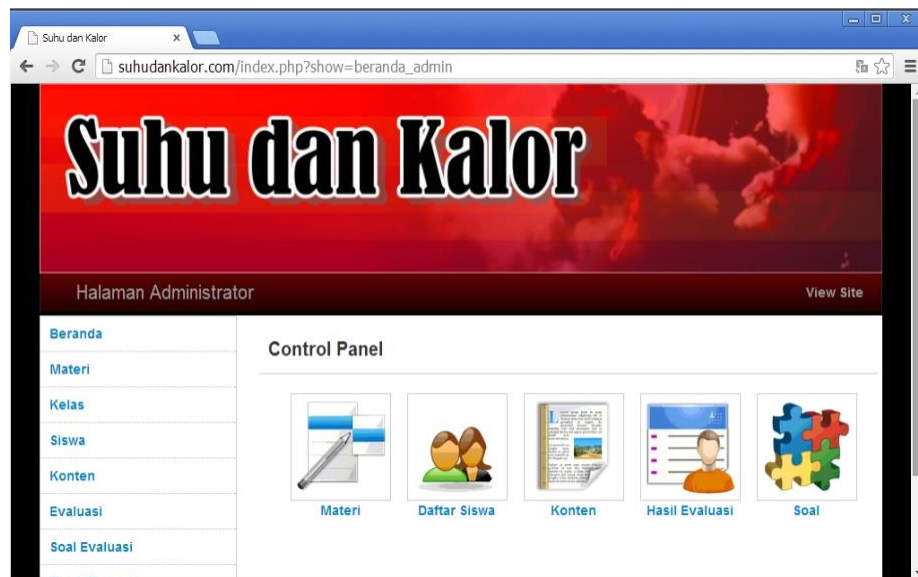 Suhu dan Kalor
suhudankalor.com/index.php?show=beranda_admin
Suhu dan Kalor
Halaman Administrator
View Site
Beranda
Materi
Kelas
Siswa
Konten
Evaluasi
Soal Evaluasi
Control Panel
Materi
Daftar Siswa
Konten
Hasil Evaluasi
Soal